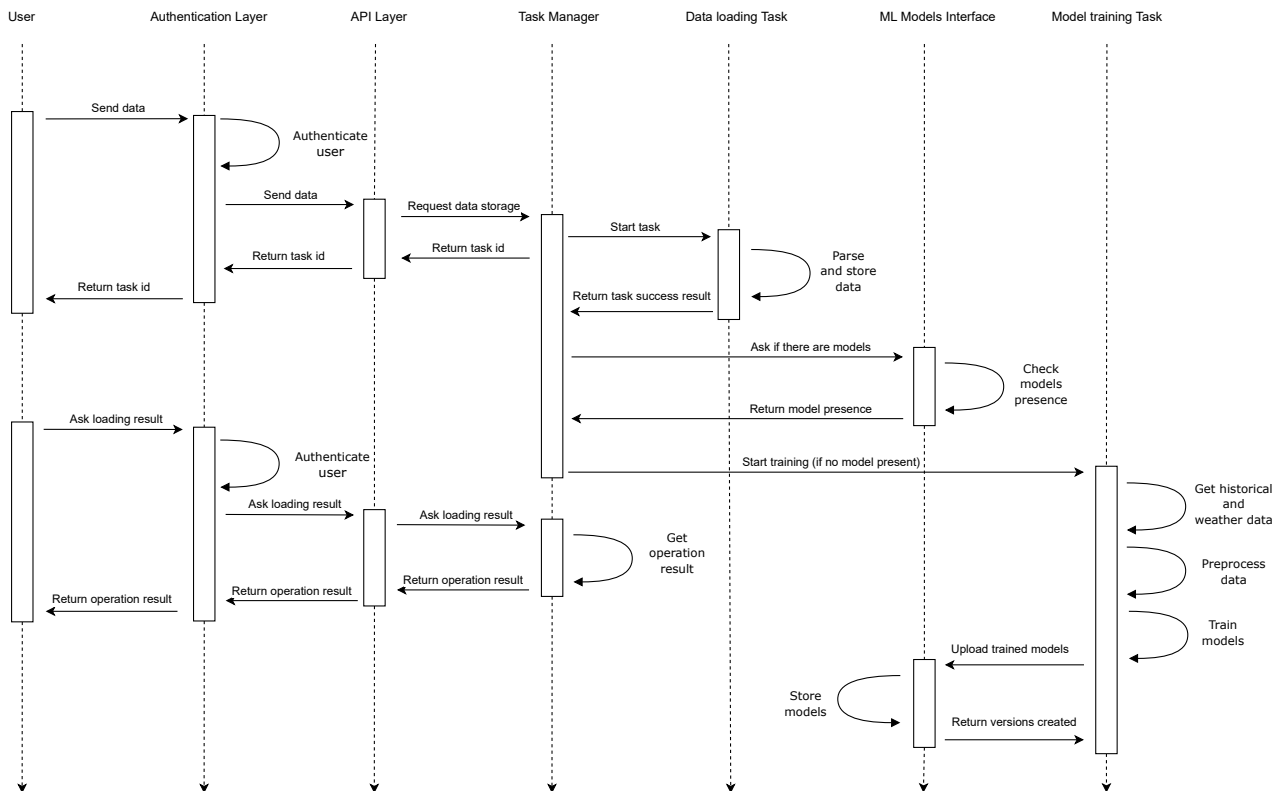 User
Authentication Layer
API Layer
Task Manager
Data loading Task
ML Models Interface
Model training Task
Send data
Authenticate
user
Send data
Request data storage
Start task
Return task id
Return task id
Return task id
Parse
and store
data
Return task success result
Ask if there are models
Check
models
presence
Return model presence
Ask loading result
Authenticate
user
Start training (if no model present)
Get historical
and
weather data
Ask loading result
Ask loading result
Get
operation
result
Preprocess
data
Return operation result
Return operation result
Return operation result
Train
models
Upload trained models
Store
models
Return versions created